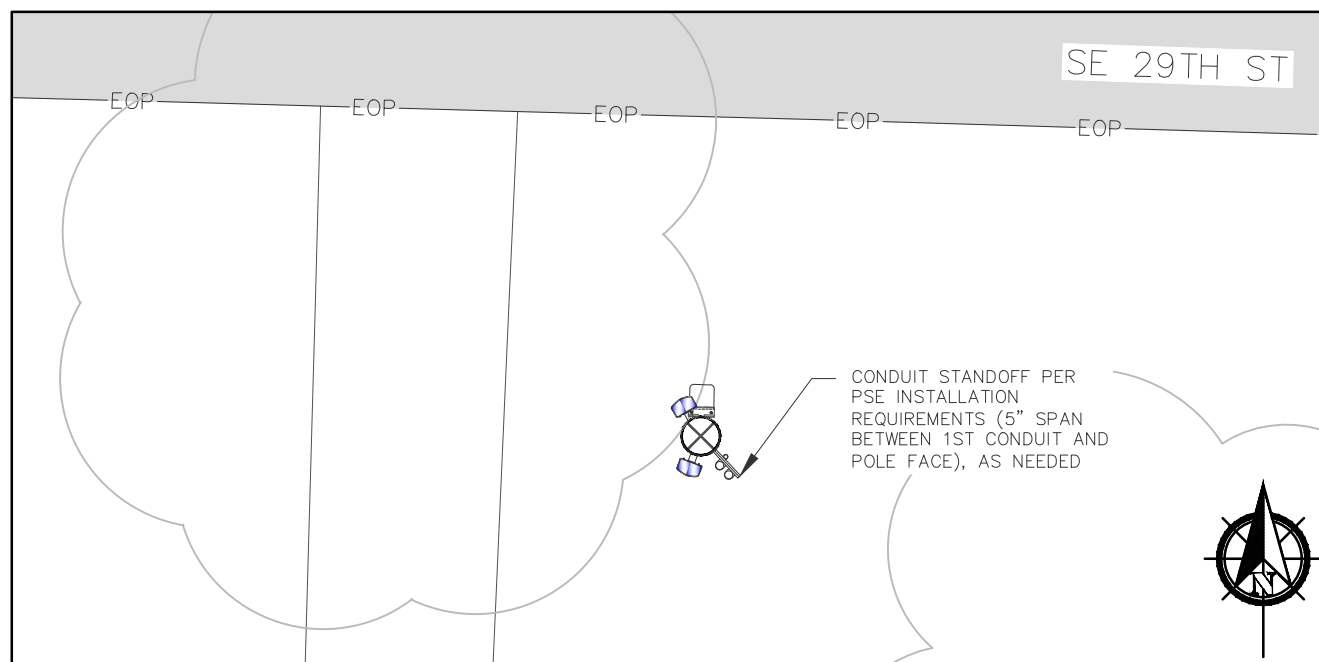 SE 29TH ST
EOP
EOP
EOP
EOP
EOP
CONDUIT STANDOFF PER
PSE INSTALLATION
REQUIREMENTS (5" SPAN
BETWEEN 1ST CONDUIT AND
POLE FACE), AS NEEDED
N